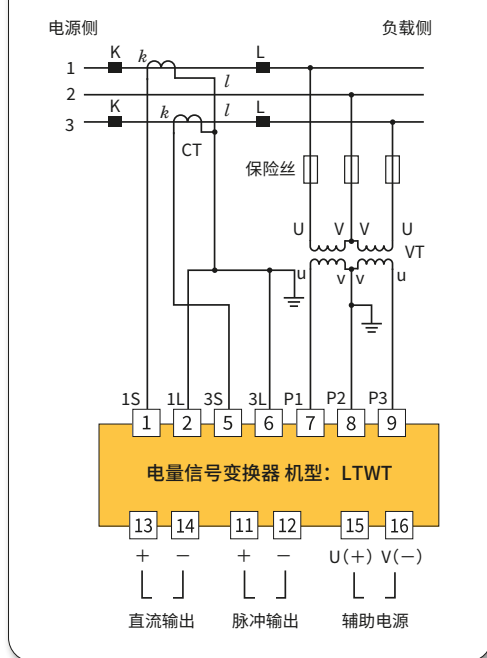 电源侧 负载侧
K k L
1
l
2
K k l L
3
CT
保险丝
U V V U
VT
u v v u
1S 1L 3S 3L P1 P2 P3
1 2 5 6 7 8 9
电量信号变换器 机型：LTWT
13 14 11 12 15 16
+ − + − U(+) V(−)
直流输出 脉冲输出 辅助电源